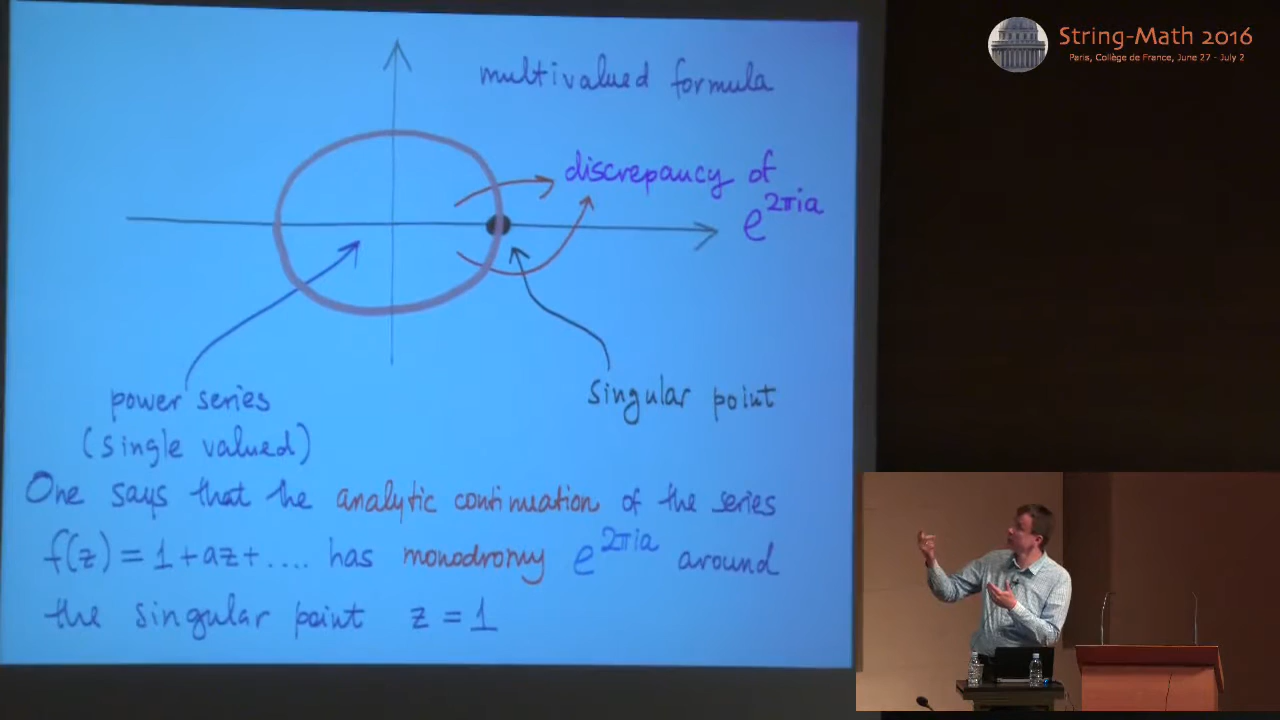 String-Math 2016
Paris, Collège de France, June 27 - July 2
multivalued formula
discrepancy of
e^{2πia}
power series
(single valued)
singular point
One says that the analytic continuation of the series
f(z) = 1 + az + .... has monodromy e^{2πia} around
the singular point z = 1